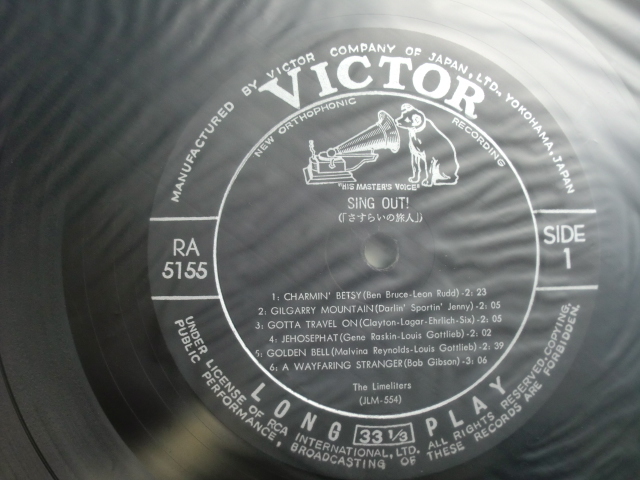 MANUFACTURED BY VICTOR COMPANY OF JAPAN, LTD., YOKOHAMA, JAPAN
VICTOR
NEW ORTHOPHONIC RECORDING
"HIS MASTER'S VOICE"
SING OUT!
(「さすらいの旅人」)
RA
5155
SIDE
1
1: CHARMIN' BETSY (Ben Bruce-Leon Rudd)-2: 23
2: GILGARRY MOUNTAIN (Darlin' Sportin' Jenny)-2: 05
3: GOTTA TRAVEL ON (Clayton-Lagar-Ehrlich-Six)-2: 05
4: JEHOSEPHAT (Gene Raskin-Louis Gottlieb)-2: 02
5: GOLDEN BELL (Malvina Reynolds-Louis Gottlieb)-2: 39
6: A WAYFARING STRANGER (Bob Gibson)-3: 06
The Limeliters
(JLM-554)
LONG 33 1/3 PLAY
UNDER LICENSE OF RCA INTERNATIONAL, LTD. ALL RIGHTS RESERVED. COPYING,
PUBLIC PERFORMANCE, BROADCASTING OF THESE RECORDS ARE FORBIDDEN.